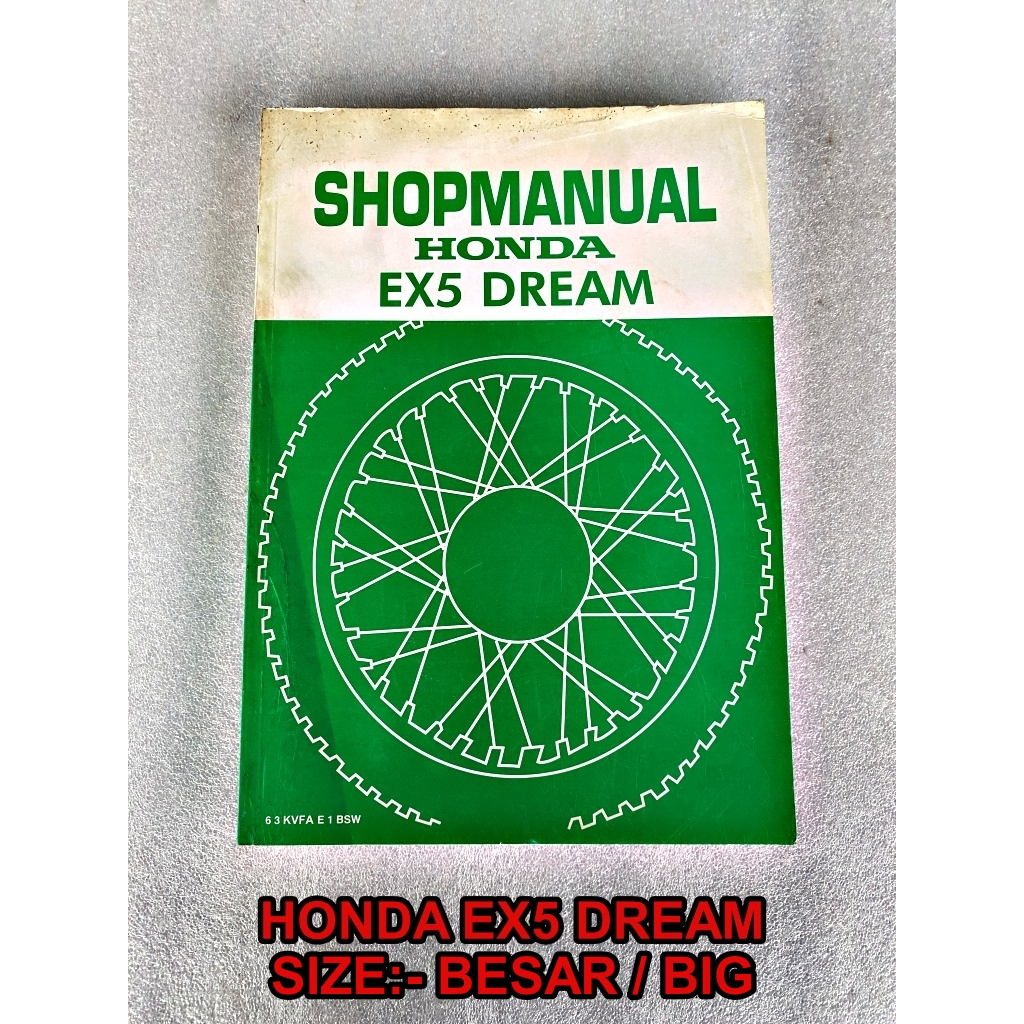 SHOPMANUAL
HONDA
EX5 DREAM
6 3 KVFA E 1 BSW
HONDA EX5 DREAM
SIZE:- BESAR / BIG